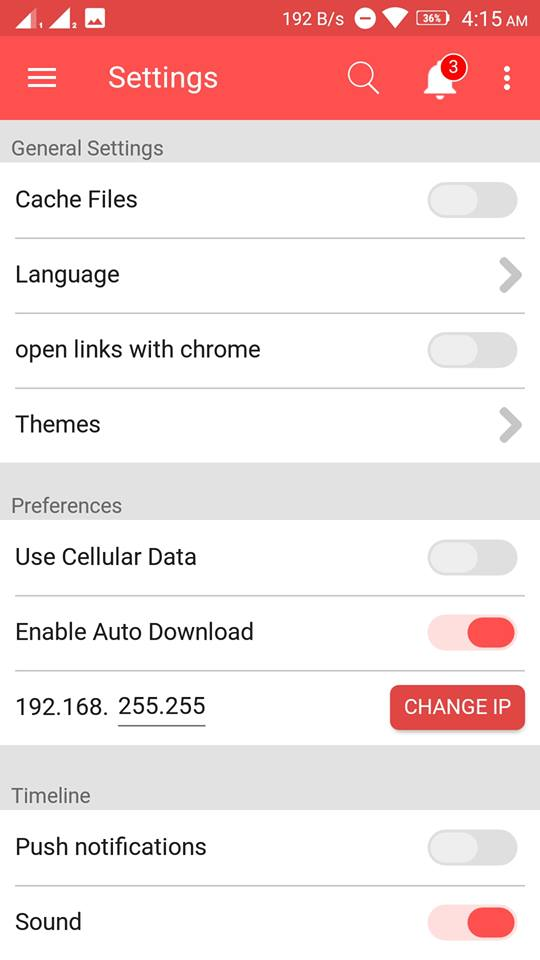 1 2 192 B/s 36% 4:15 AM
Settings 3
General Settings
Cache Files
Language
open links with chrome
Themes
Preferences
Use Cellular Data
Enable Auto Download
192.168. 255.255 CHANGE IP
Timeline
Push notifications
Sound